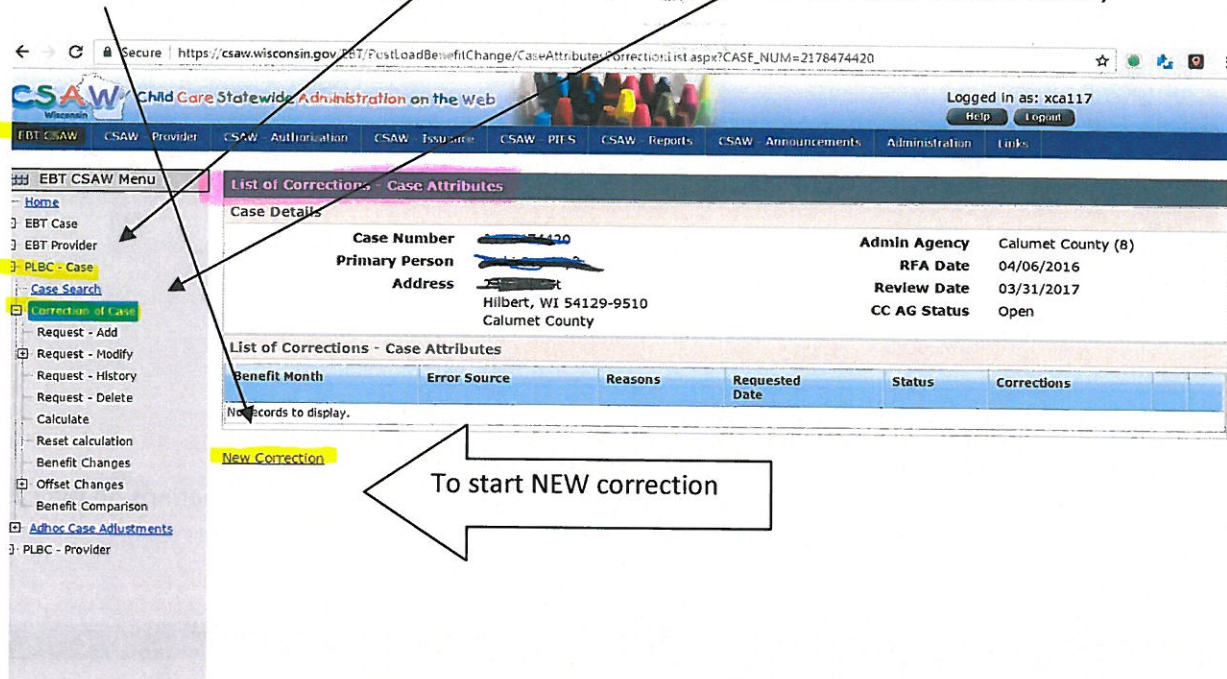 Secure | https://csaw.wisconsin.gov/EBT/PostLoadBenefitChange/CaseAttributesCorrectionList.aspx?CASE_NUM=2178474420
CSAW Child Care Statewide Administration on the Web
Wisconsin
Logged in as: xca117
Help Logout
EBT CSAW CSAW - Provider CSAW - Authorization CSAW - Issuance CSAW - PIES CSAW - Reports CSAW - Announcements Administration Links
EBT CSAW Menu
Home
EBT Case
EBT Provider
PLBC - Case
Case Search
Correction of Case
Request - Add
Request - Modify
Request - History
Request - Delete
Calculate
Reset calculation
Benefit Changes
Offset Changes
Benefit Comparison
Adhoc Case Adjustments
PLBC - Provider
List of Corrections - Case Attributes
Case Details
Case Number
Primary Person
Address
Hilbert, WI 54129-9510
Calumet County
Admin Agency Calumet County (8)
RFA Date 04/06/2016
Review Date 03/31/2017
CC AG Status Open
List of Corrections - Case Attributes
Benefit Month Error Source Reasons Requested Date Status Corrections
No records to display.
New Correction
To start NEW correction